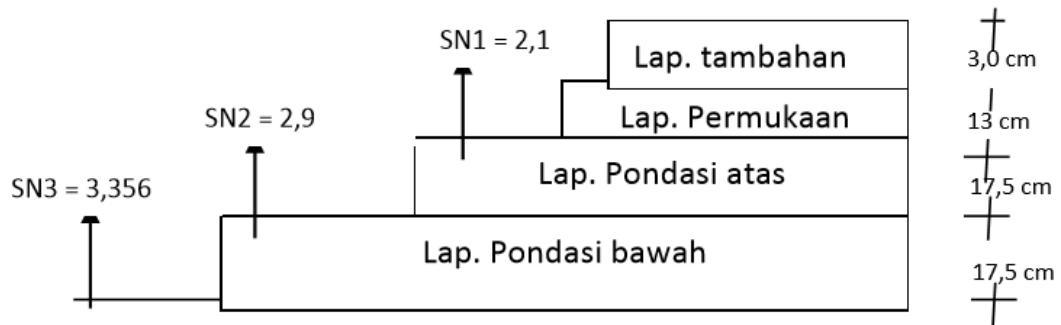 SN1 = 2,1
Lap. tambahan
3,0 cm
SN2 = 2,9
Lap. Permukaan
13 cm
SN3 = 3,356
Lap. Pondasi atas
17,5 cm
Lap. Pondasi bawah
17,5 cm